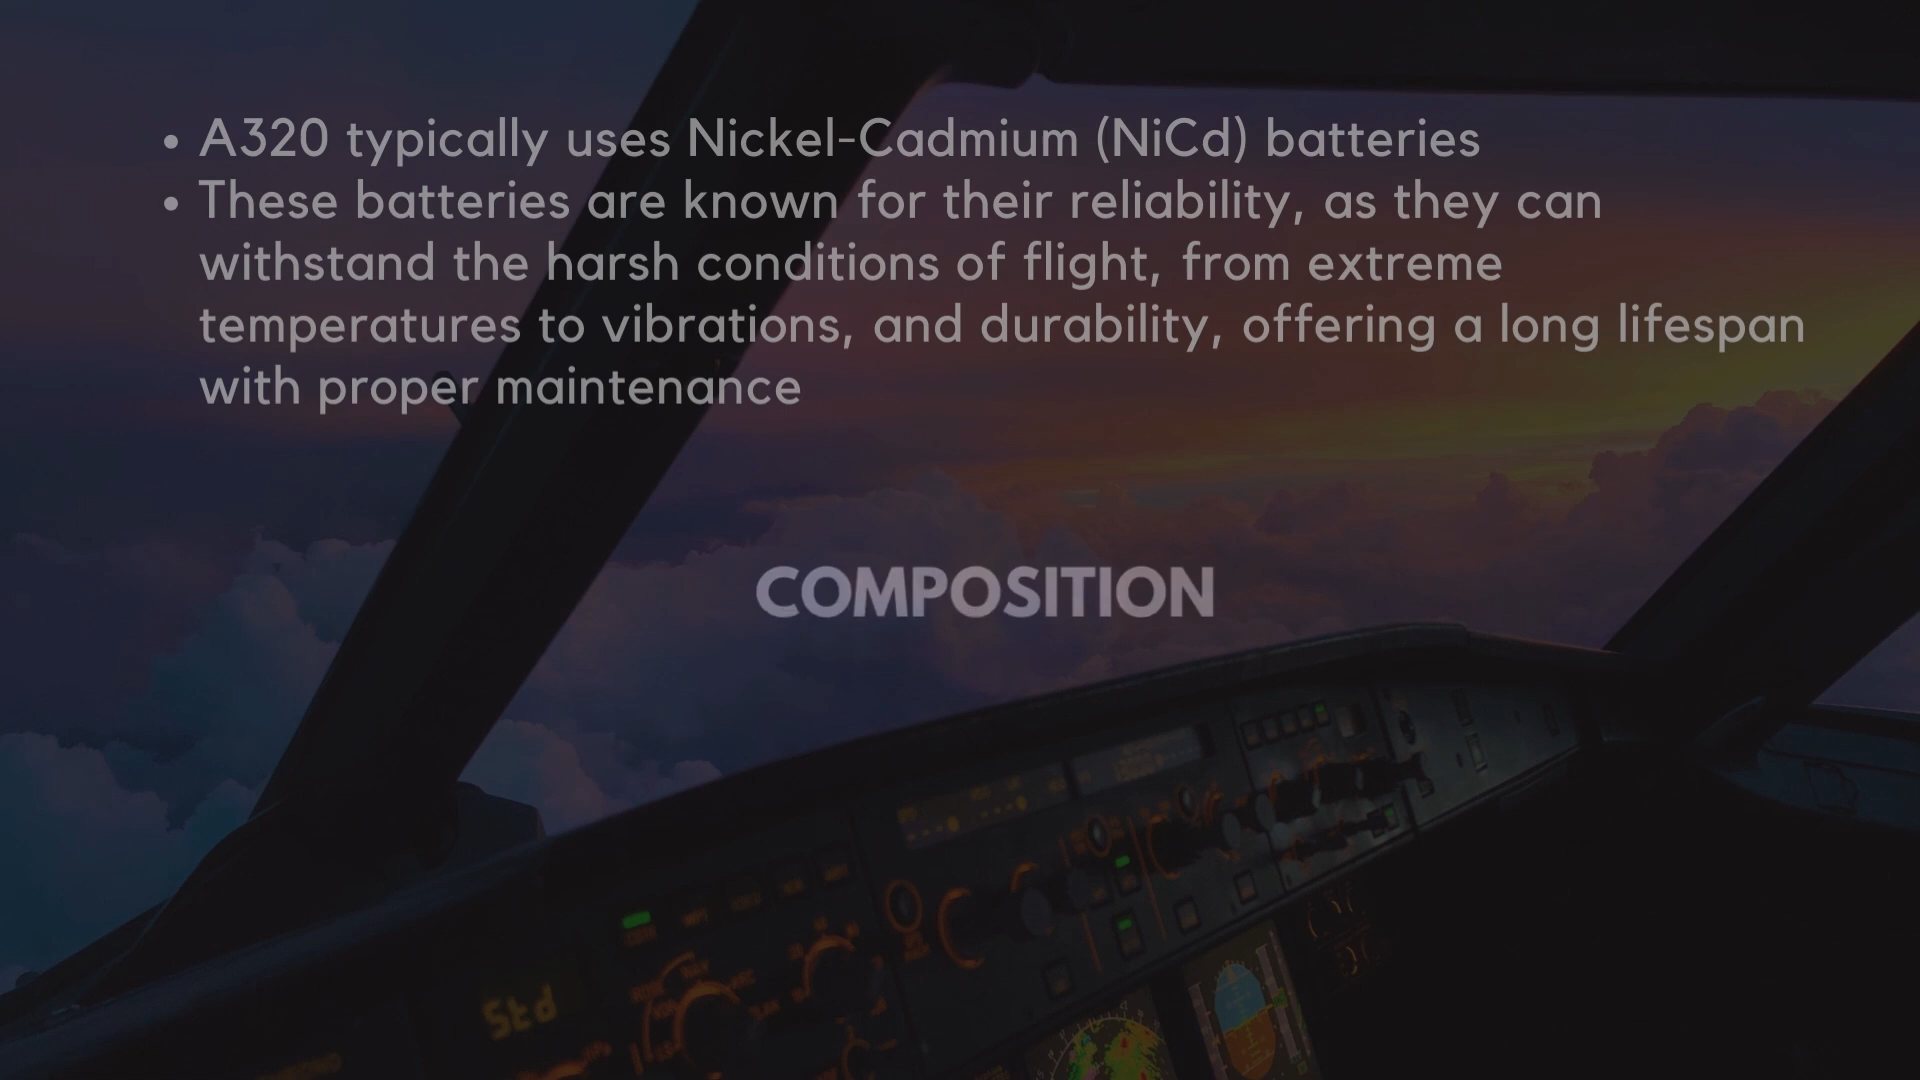 • A320 typically uses Nickel-Cadmium (NiCd) batteries
• These batteries are known for their reliability, as they can
withstand the harsh conditions of flight, from extreme
temperatures to vibrations, and durability, offering a long lifespan
with proper maintenance
COMPOSITION
Std